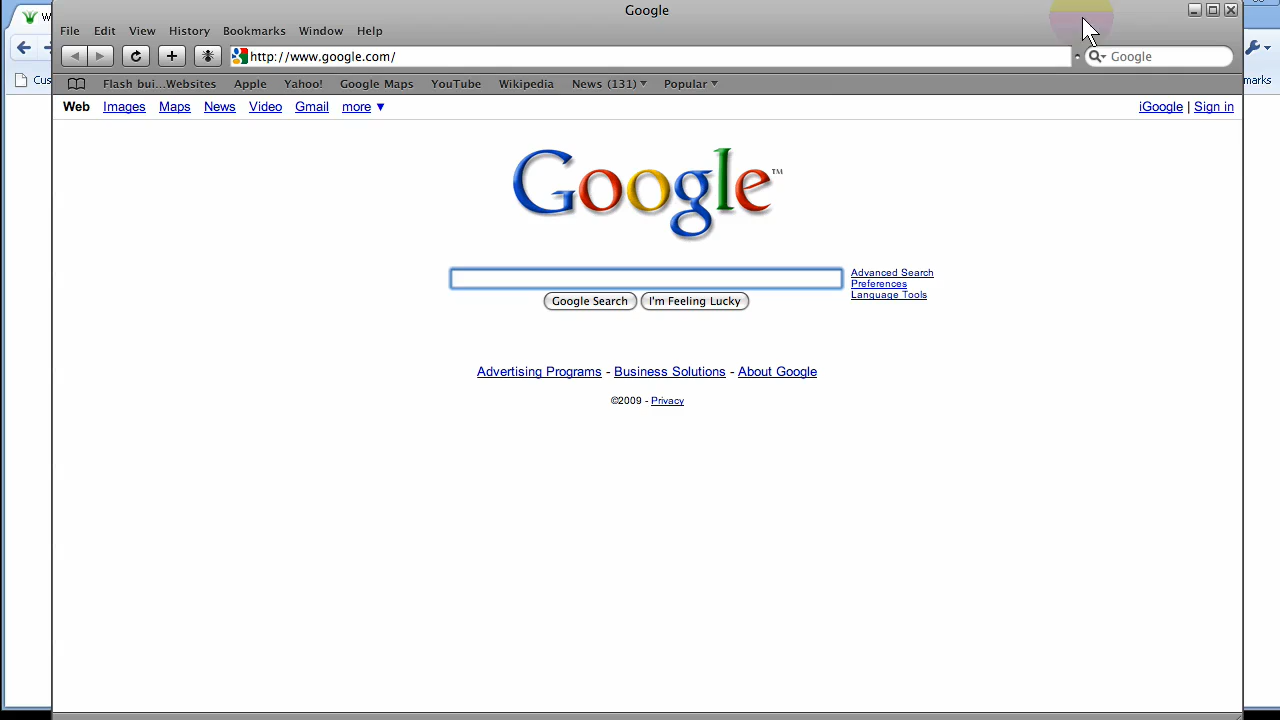 Google
File Edit View History Bookmarks Window Help
http://www.google.com/ Google
Cus
Flash bui...Websites Apple Yahoo! Google Maps YouTube Wikipedia News (131) ▼ Popular ▼
marks
Web Images Maps News Video Gmail more ▼ iGoogle | Sign in
Google™
Advanced Search
Preferences
Language Tools
Google Search I'm Feeling Lucky
Advertising Programs - Business Solutions - About Google
©2009 - Privacy